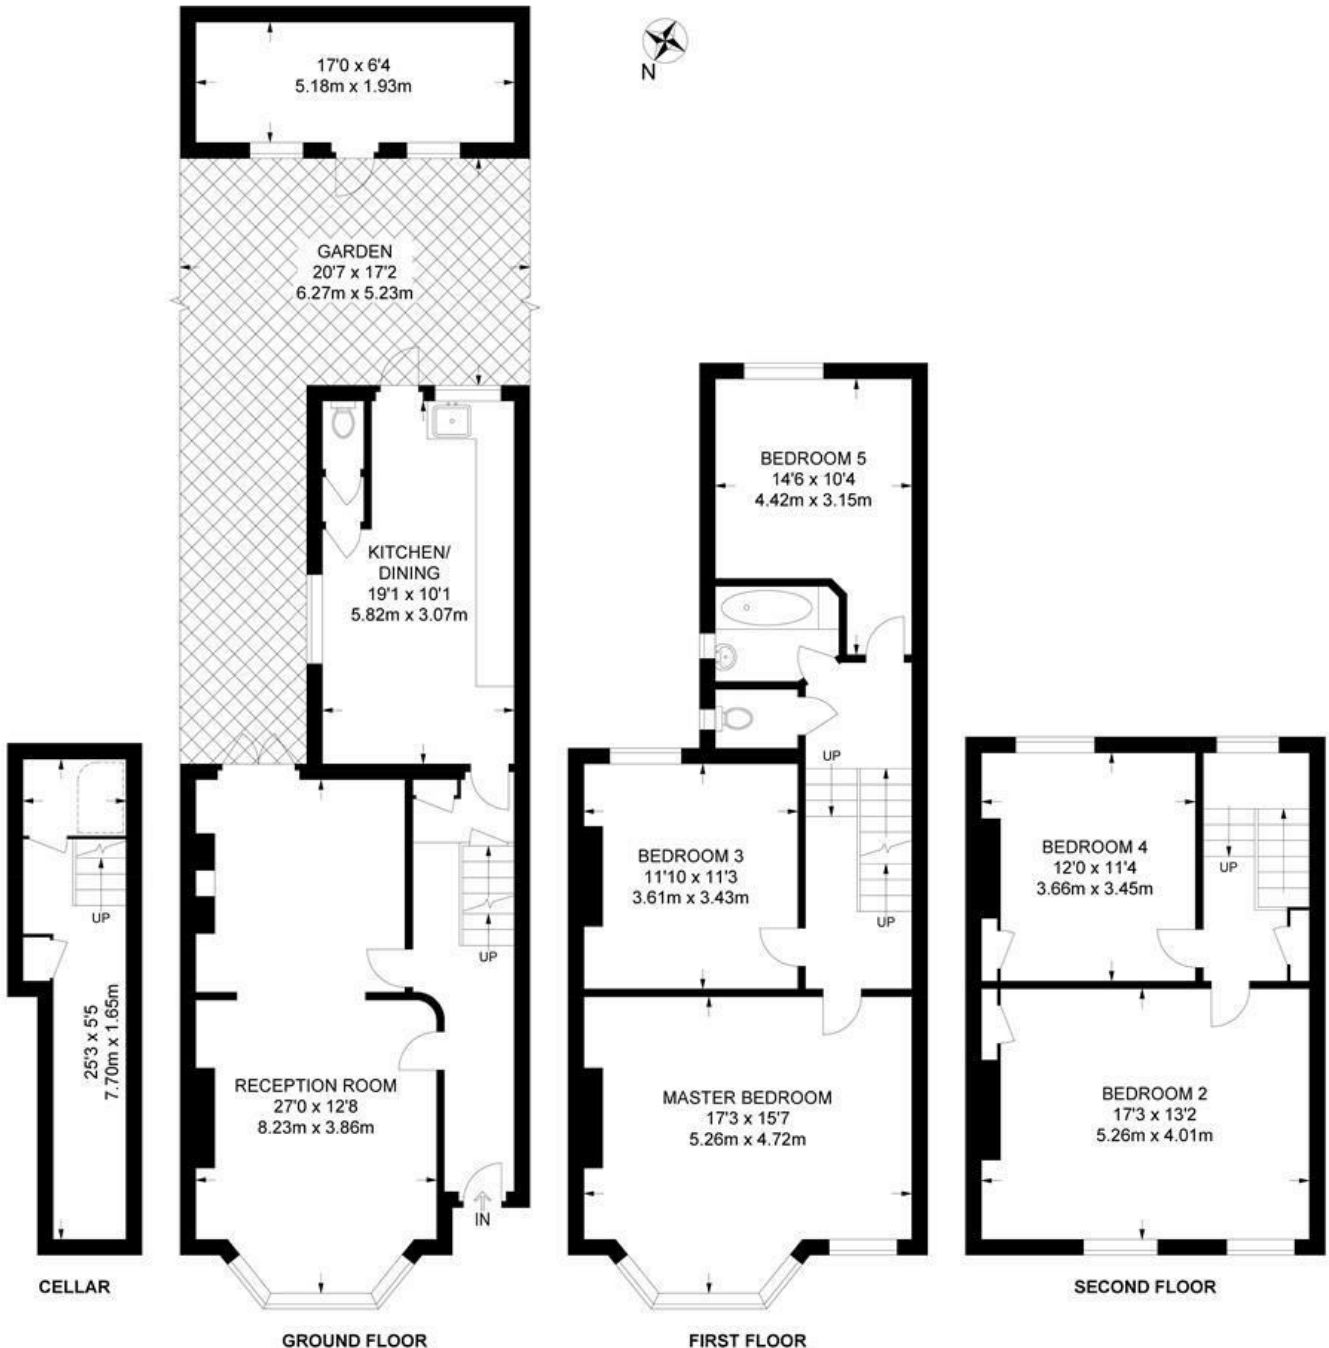 17'0 x 6'4
5.18m x 1.93m
N
GARDEN
20'7 x 17'2
6.27m x 5.23m
KITCHEN/
DINING
19'1 x 10'1
5.82m x 3.07m
UP
RECEPTION ROOM
27'0 x 12'8
8.23m x 3.86m
IN
GROUND FLOOR
UP
25'3 x 5'5
7.70m x 1.65m
CELLAR
BEDROOM 5
14'6 x 10'4
4.42m x 3.15m
UP
BEDROOM 3
11'10 x 11'3
3.61m x 3.43m
UP
MASTER BEDROOM
17'3 x 15'7
5.26m x 4.72m
FIRST FLOOR
BEDROOM 4
12'0 x 11'4
3.66m x 3.45m
UP
BEDROOM 2
17'3 x 13'2
5.26m x 4.01m
SECOND FLOOR